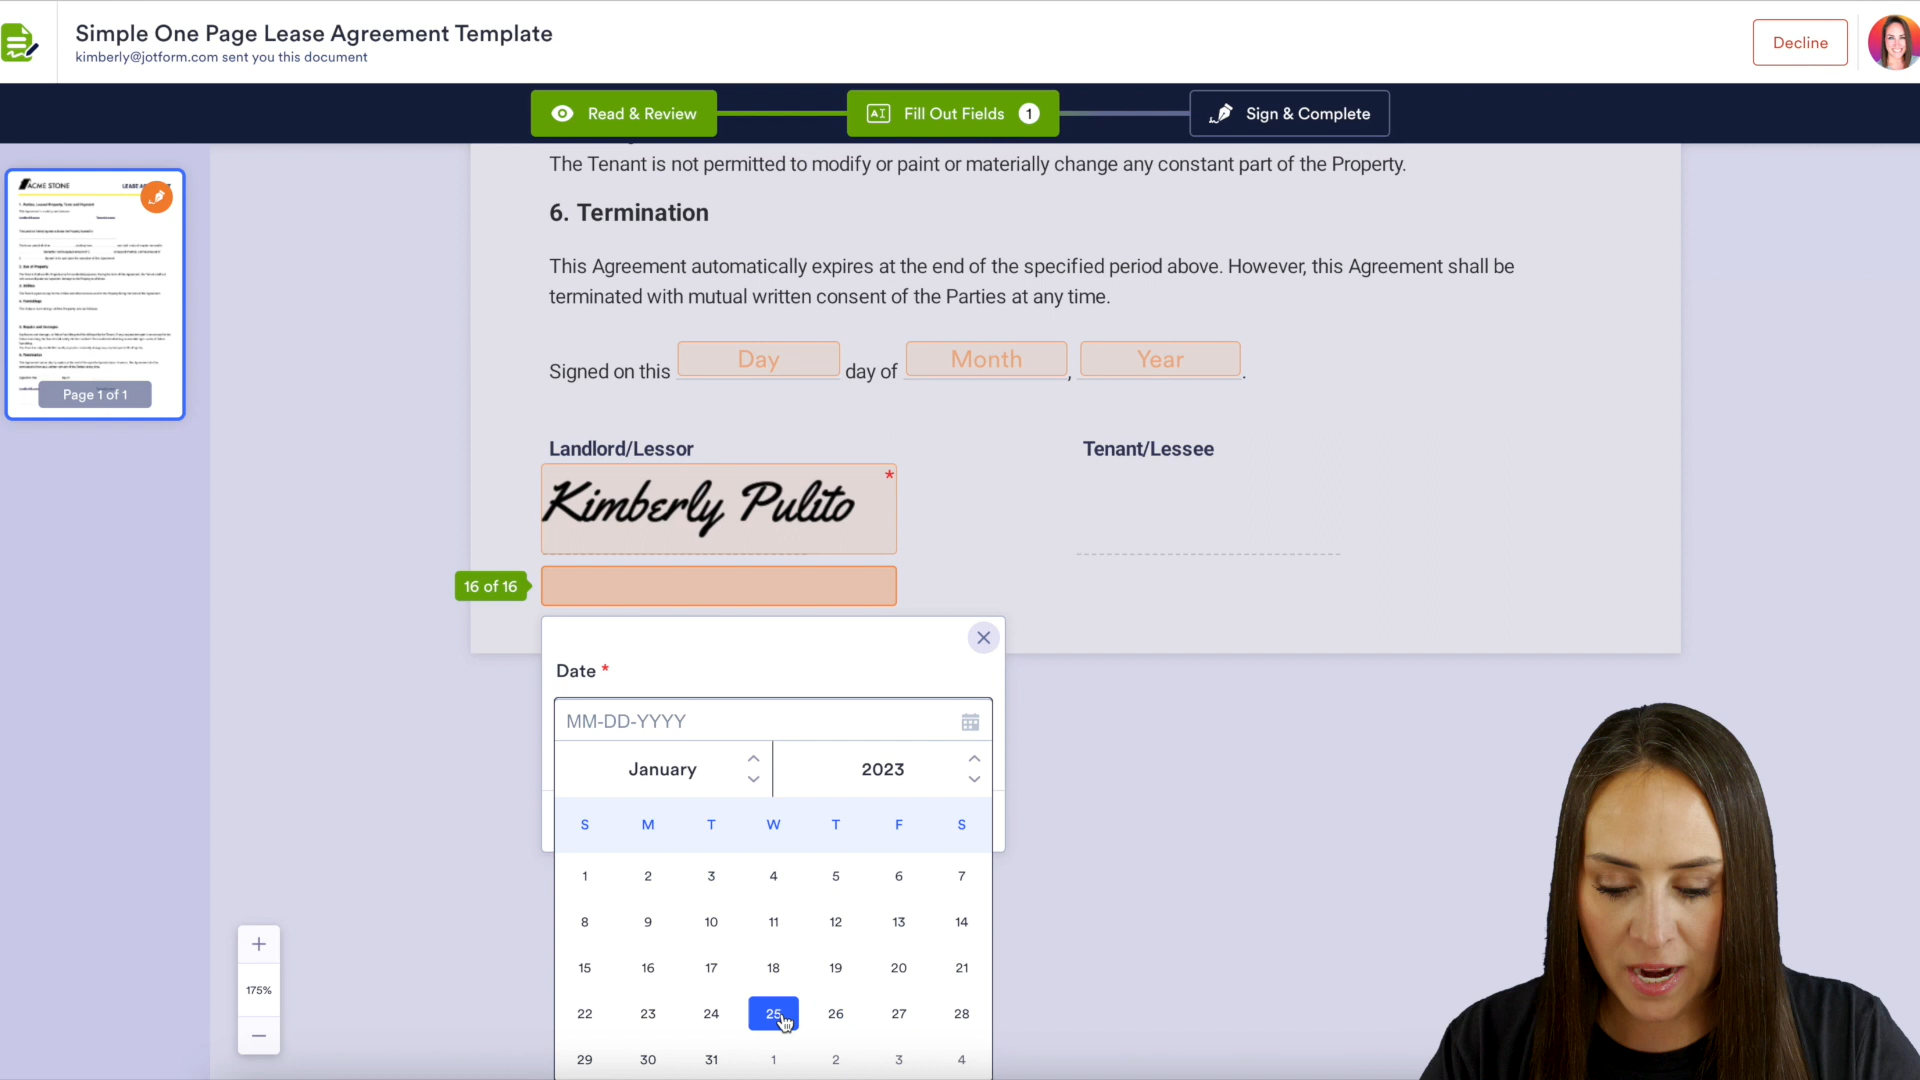 Simple One Page Lease Agreement Template
kimberly@jotform.com sent you this document
Decline
Read & Review
Fill Out Fields 1
Sign & Complete
ACME STONE
Page 1 of 1
The Tenant is not permitted to modify or paint or materially change any constant part of the Property.
6. Termination
This Agreement automatically expires at the end of the specified period above. However, this Agreement shall be
terminated with mutual written consent of the Parties at any time.
Signed on this Day day of Month, Year.
Landlord/Lessor Tenant/Lessee
Kimberly Pulito *
16 of 16
Date *
MM-DD-YYYY
January 2023
S M T W T F S
1 2 3 4 5 6 7
8 9 10 11 12 13 14
15 16 17 18 19 20 21
22 23 24 25 26 27 28
29 30 31 1 2 3 4
175%